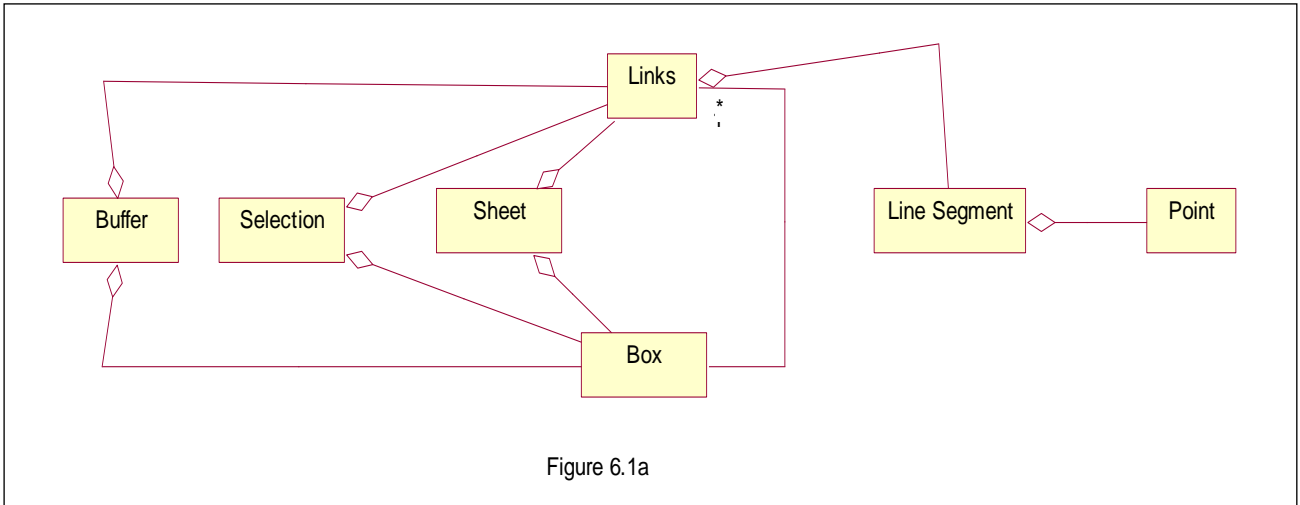 Links
*
Buffer
Selection
Sheet
Line Segment
Point
Box
Figure 6.1a